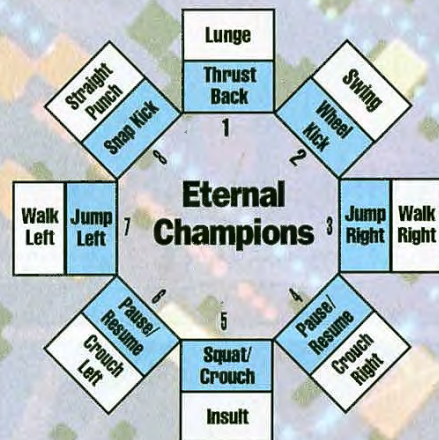 Lunge
Thrust
Back
1
Swing
Wheel
Kick
2
Jump
Right
Walk
Right
3
Pause/
Resume
Crouch
Right
4
Squat/
Crouch
Insult
5
Pause/
Resume
Crouch
Left
6
Walk
Left
Jump
Left
7
Straight
Punch
Snap Kick
8
Eternal
Champions